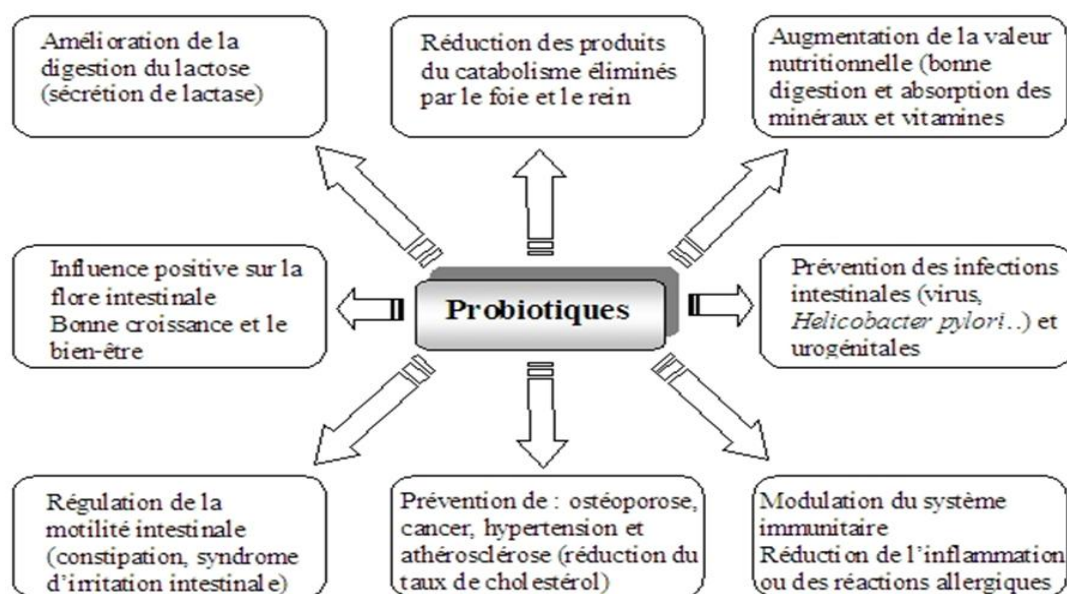 Amélioration de la
digestion du lactose
(sécrétion de lactase)
Réduction des produits
du catabolisme éliminés
par le foie et le rein
Augmentation de la valeur
nutritionnelle (bonne
digestion et absorption des
minéraux et vitamines
Influence positive sur la
flore intestinale
Bonne croissance et le
bien-être
Probiotiques
Prévention des infections
intestinales (virus,
Helicobacter pylori...) et
urogénitales
Régulation de la
motilité intestinale
(constipation, syndrome
d'irritation intestinale)
Prévention de : ostéoporose,
cancer, hypertension et
athérosclérose (réduction du
taux de cholestérol)
Modulation du système
immunitaire
Réduction de l'inflammation
ou des réactions allergiques